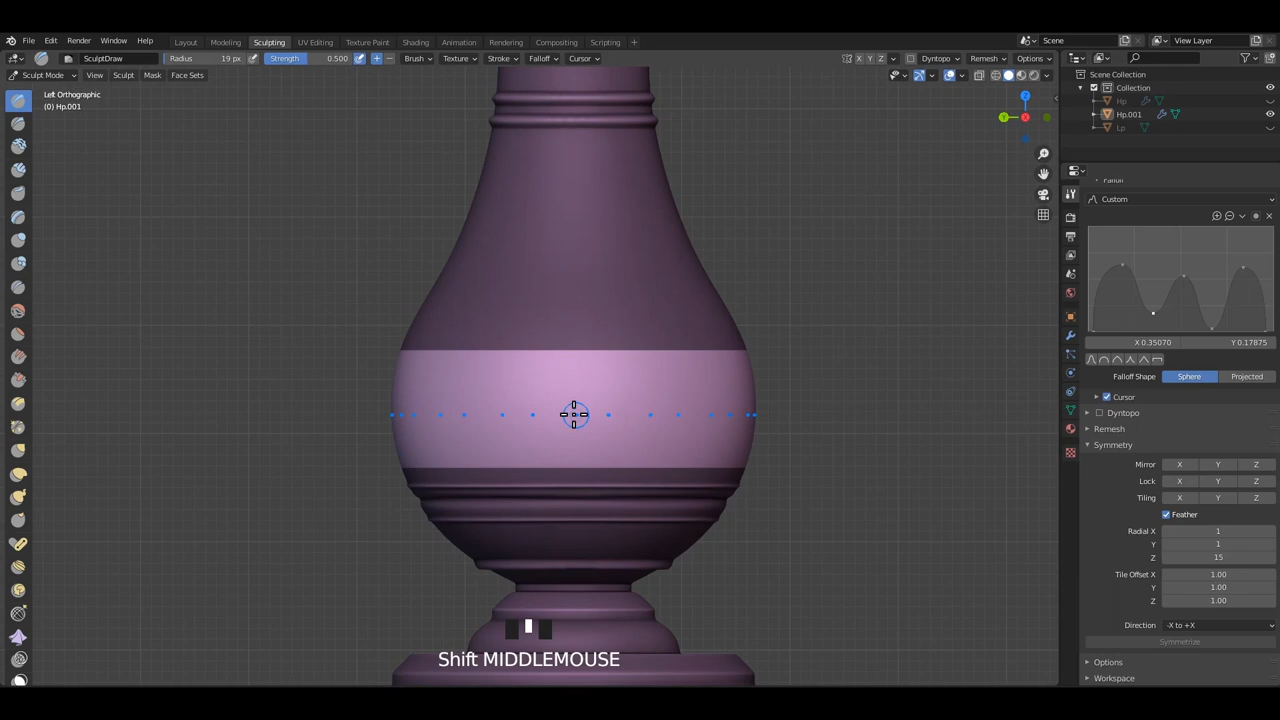 File Edit Render Window Help Layout Modeling Sculpting UV Editing Texture Paint Shading Animation Rendering Compositing Scripting + Scene View Layer
SculptDraw Radius 19 px Strength 0.500 Brush Texture Stroke Falloff Cursor X Y Z Dyntopo Remesh Options
Sculpt Mode View Sculpt Mask Face Sets
Left Orthographic
(0) Hp.001
Scene Collection
Collection
Hp
Hp.001
Lp
Z
Y
X
Falloff
Custom
X 0.35070 Y 0.17875
Falloff Shape Sphere Projected
Cursor
Dyntopo
Remesh
Symmetry
Mirror X Y Z
Lock X Y Z
Tiling X Y Z
Feather
Radial X 1
Y 1
Z 15
Tile Offset X 1.00
Y 1.00
Z 1.00
Direction -X to +X
Symmetrize
Options
Workspace
Shift MIDDLEMOUSE